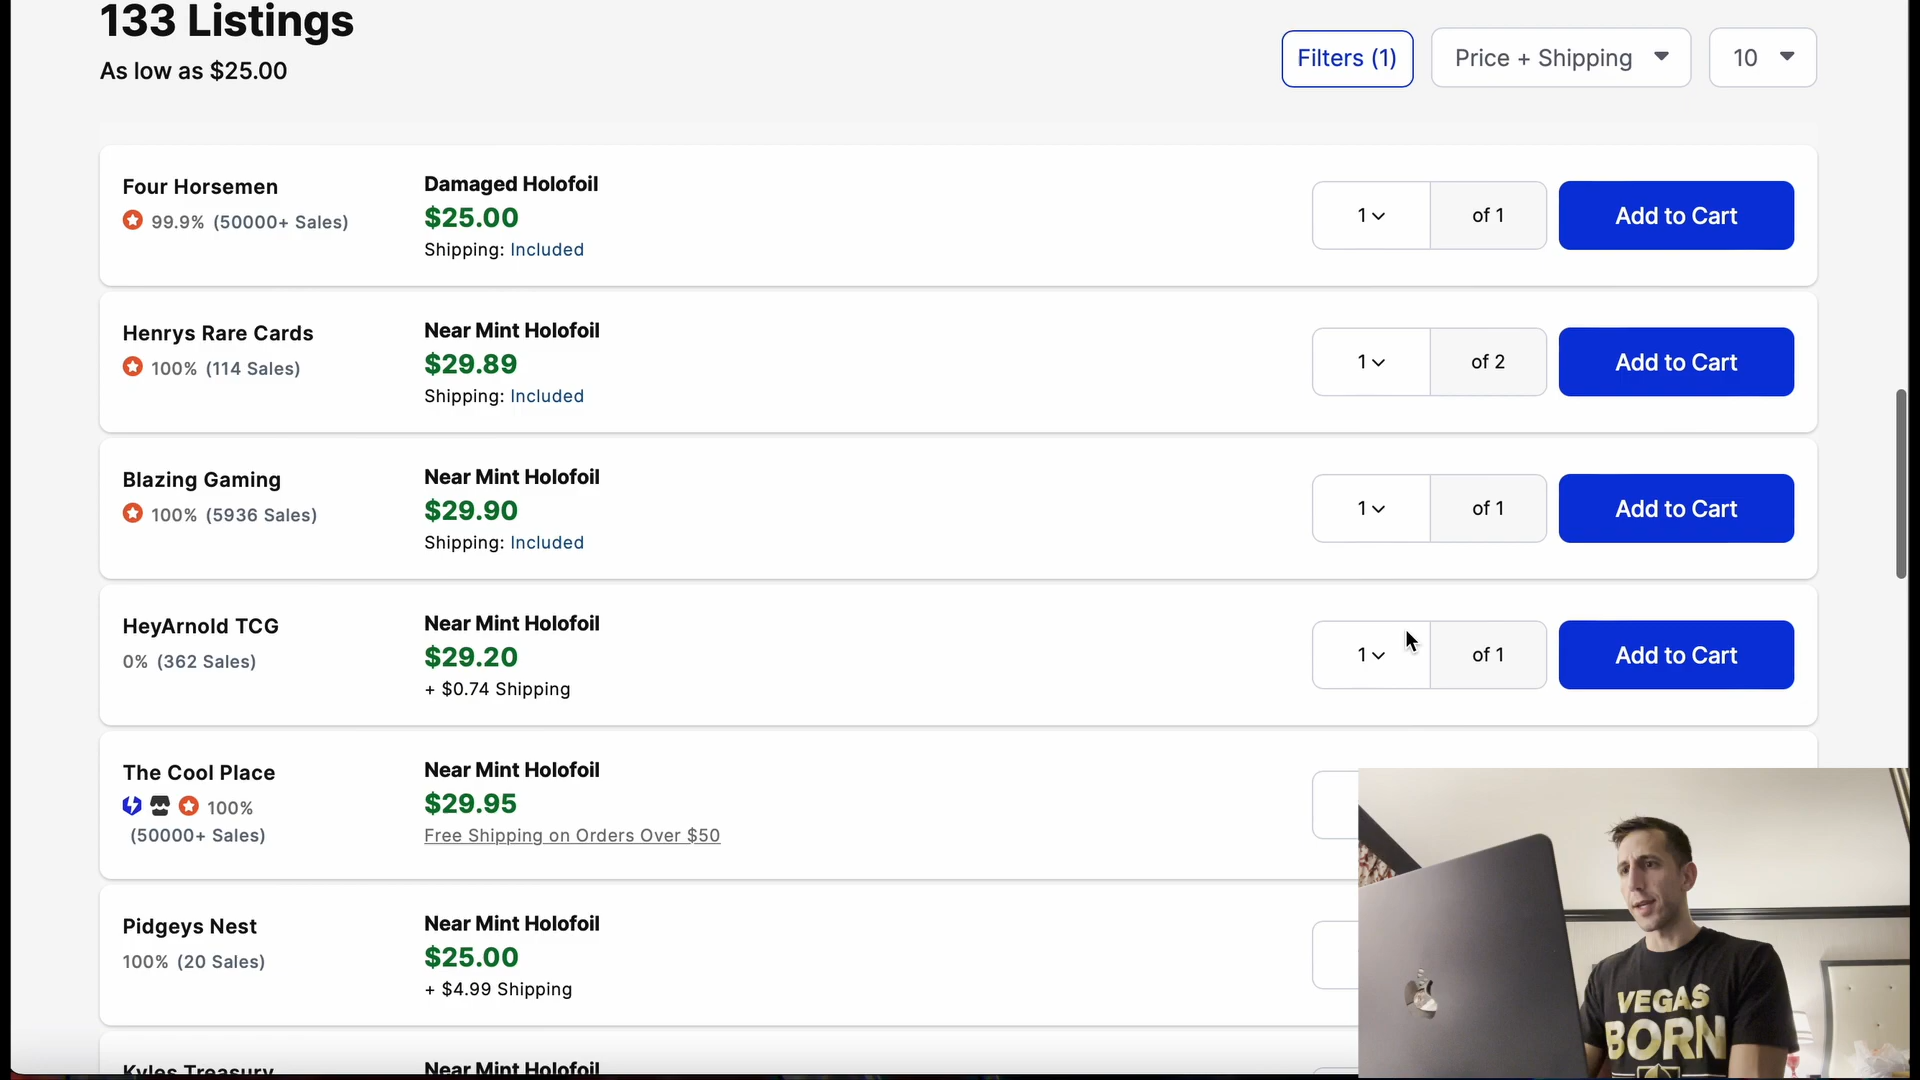 133 Listings
As low as $25.00
Filters (1)
Price + Shipping
10
Four Horsemen
99.9% (50000+ Sales)
Damaged Holofoil
$25.00
Shipping: Included
1
of 1
Add to Cart
Henrys Rare Cards
100% (114 Sales)
Near Mint Holofoil
$29.89
Shipping: Included
1
of 2
Add to Cart
Blazing Gaming
100% (5936 Sales)
Near Mint Holofoil
$29.90
Shipping: Included
1
of 1
Add to Cart
HeyArnold TCG
0% (362 Sales)
Near Mint Holofoil
$29.20
+ $0.74 Shipping
1
of 1
Add to Cart
The Cool Place
100%
(50000+ Sales)
Near Mint Holofoil
$29.95
Free Shipping on Orders Over $50
Pidgeys Nest
100% (20 Sales)
Near Mint Holofoil
$25.00
+ $4.99 Shipping
Kyles Treasury
Near Mint Holofoil
VEGAS
BORN